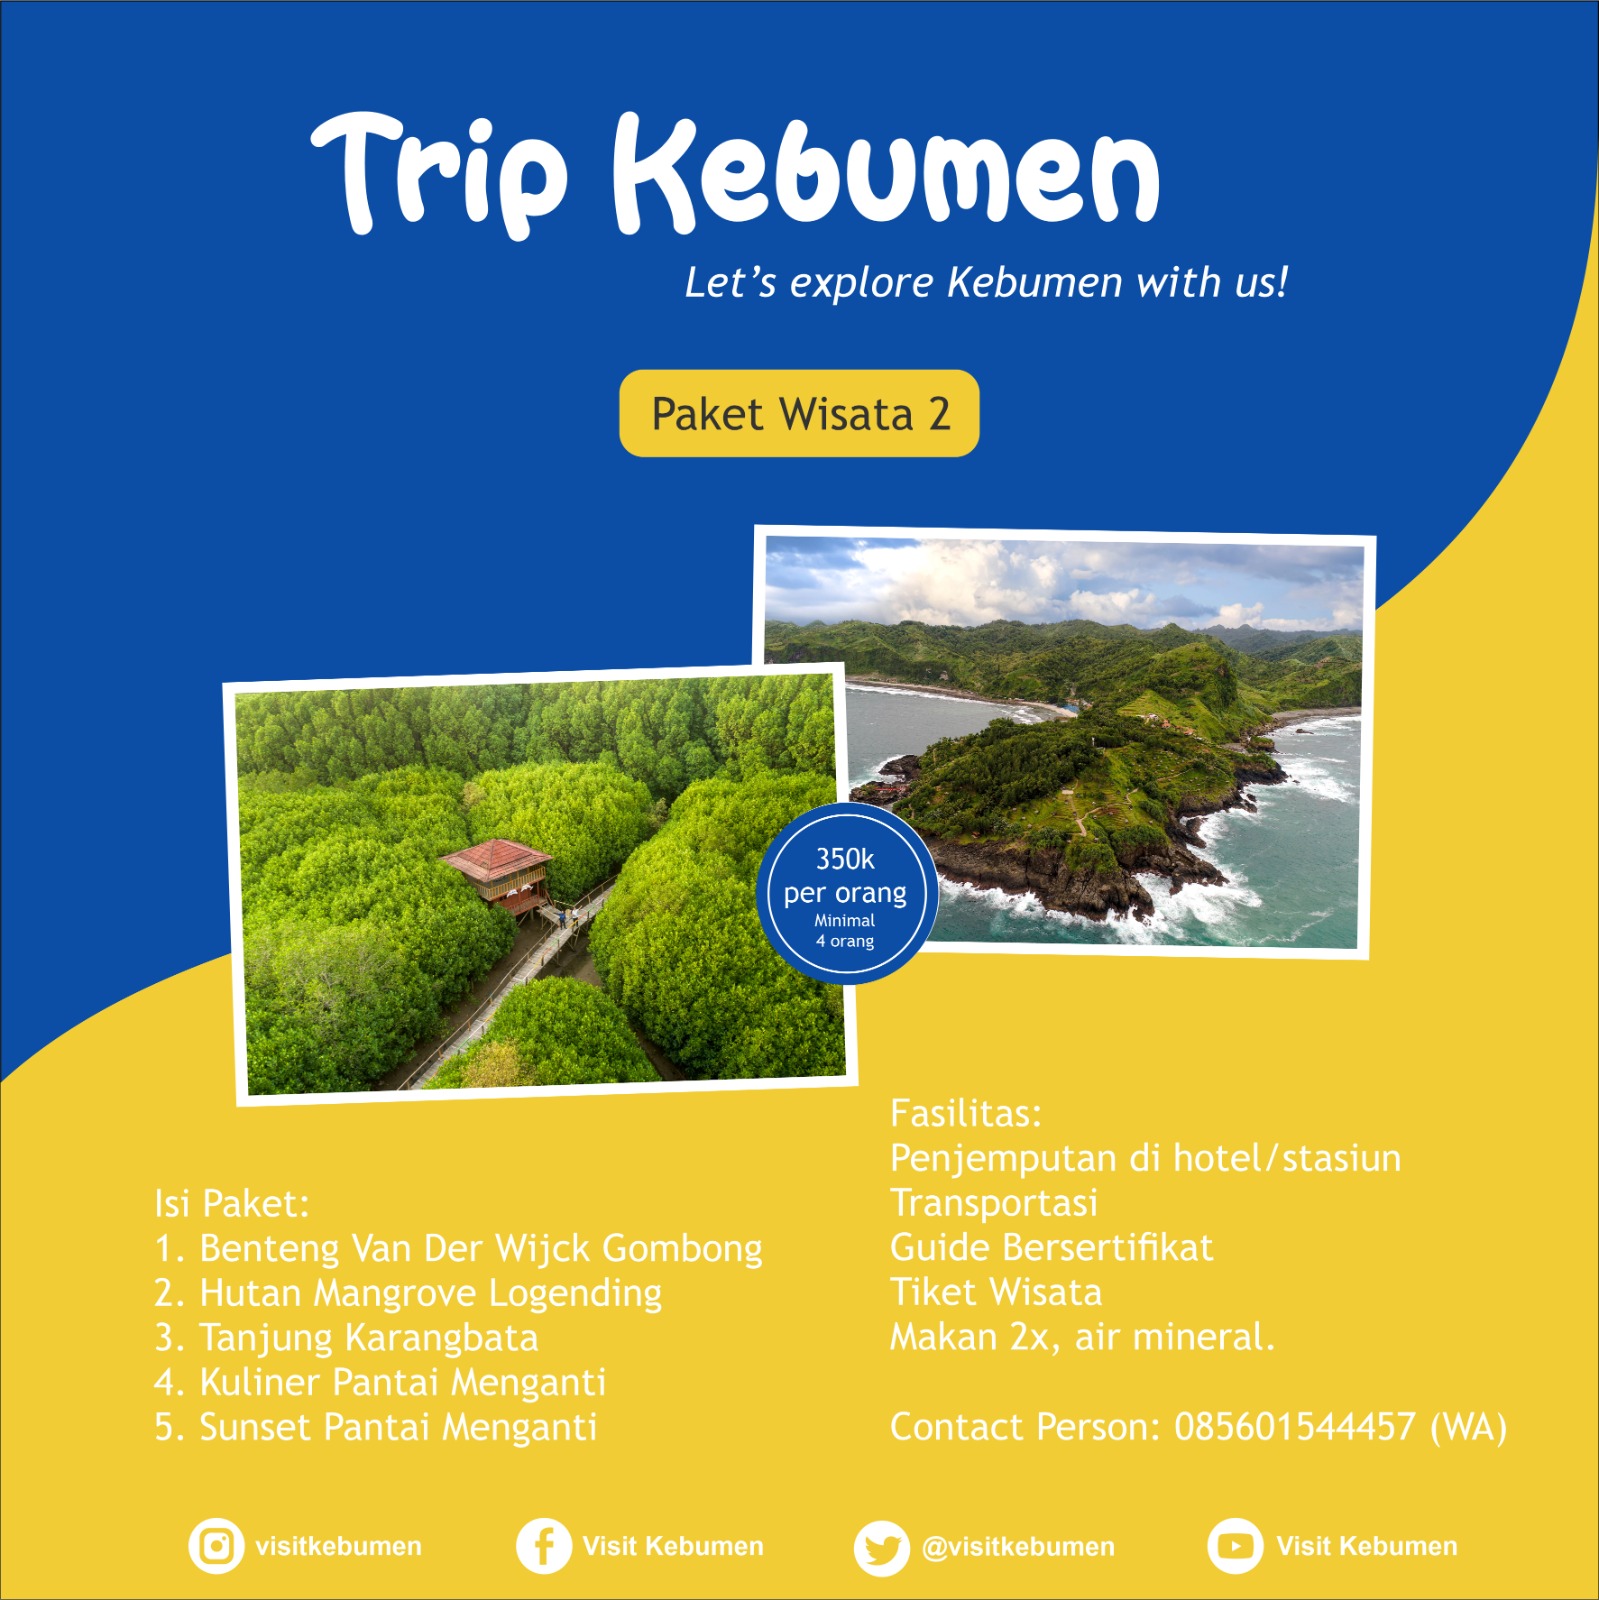 Trip Kebumen
Let's explore Kebumen with us!
Paket Wisata 2
350k
per orang
Minimal
4 orang
Isi Paket:
1. Benteng Van Der Wijck Gombong
2. Hutan Mangrove Logending
3. Tanjung Karangbata
4. Kuliner Pantai Menganti
5. Sunset Pantai Menganti
Fasilitas:
Penjemputan di hotel/stasiun
Transportasi
Guide Bersertifikat
Tiket Wisata
Makan 2x, air mineral.
Contact Person: 085601544457 (WA)
visitkebumen
Visit Kebumen
@visitkebumen
Visit Kebumen